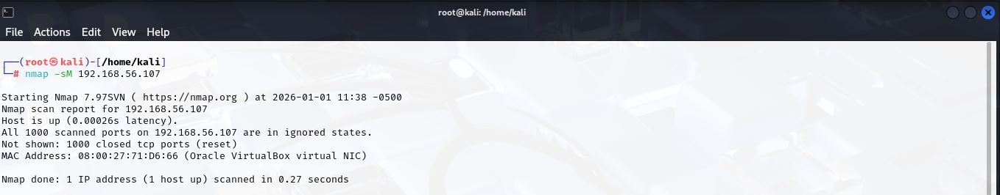 root@kali: /home/kali
File Actions Edit View Help
┌──(root㉿kali)-[/home/kali]
└─# nmap -sM 192.168.56.107
Starting Nmap 7.97SVN ( https://nmap.org ) at 2026-01-01 11:38 -0500
Nmap scan report for 192.168.56.107
Host is up (0.00026s latency).
All 1000 scanned ports on 192.168.56.107 are in ignored states.
Not shown: 1000 closed tcp ports (reset)
MAC Address: 08:00:27:71:D6:66 (Oracle VirtualBox virtual NIC)
Nmap done: 1 IP address (1 host up) scanned in 0.27 seconds